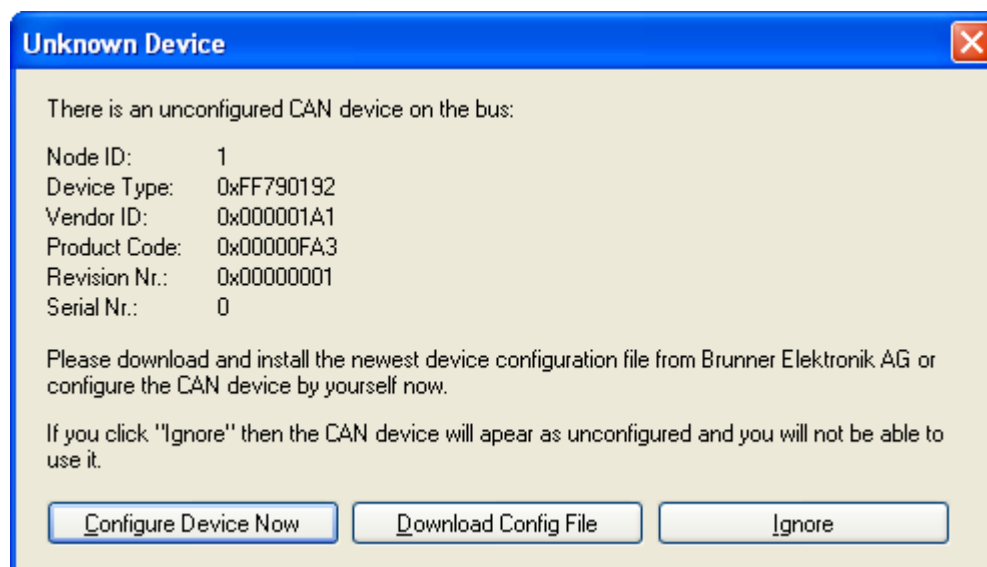 Unknown Device
There is an unconfigured CAN device on the bus:
Node ID: 1
Device Type: 0xFF790192
Vendor ID: 0x000001A1
Product Code: 0x00000FA3
Revision Nr.: 0x00000001
Serial Nr.: 0
Please download and install the newest device configuration file from Brunner Elektronik AG or
configure the CAN device by yourself now.
If you click "Ignore" then the CAN device will apear as unconfigured and you will not be able to
use it.
Configure Device Now Download Config File Ignore